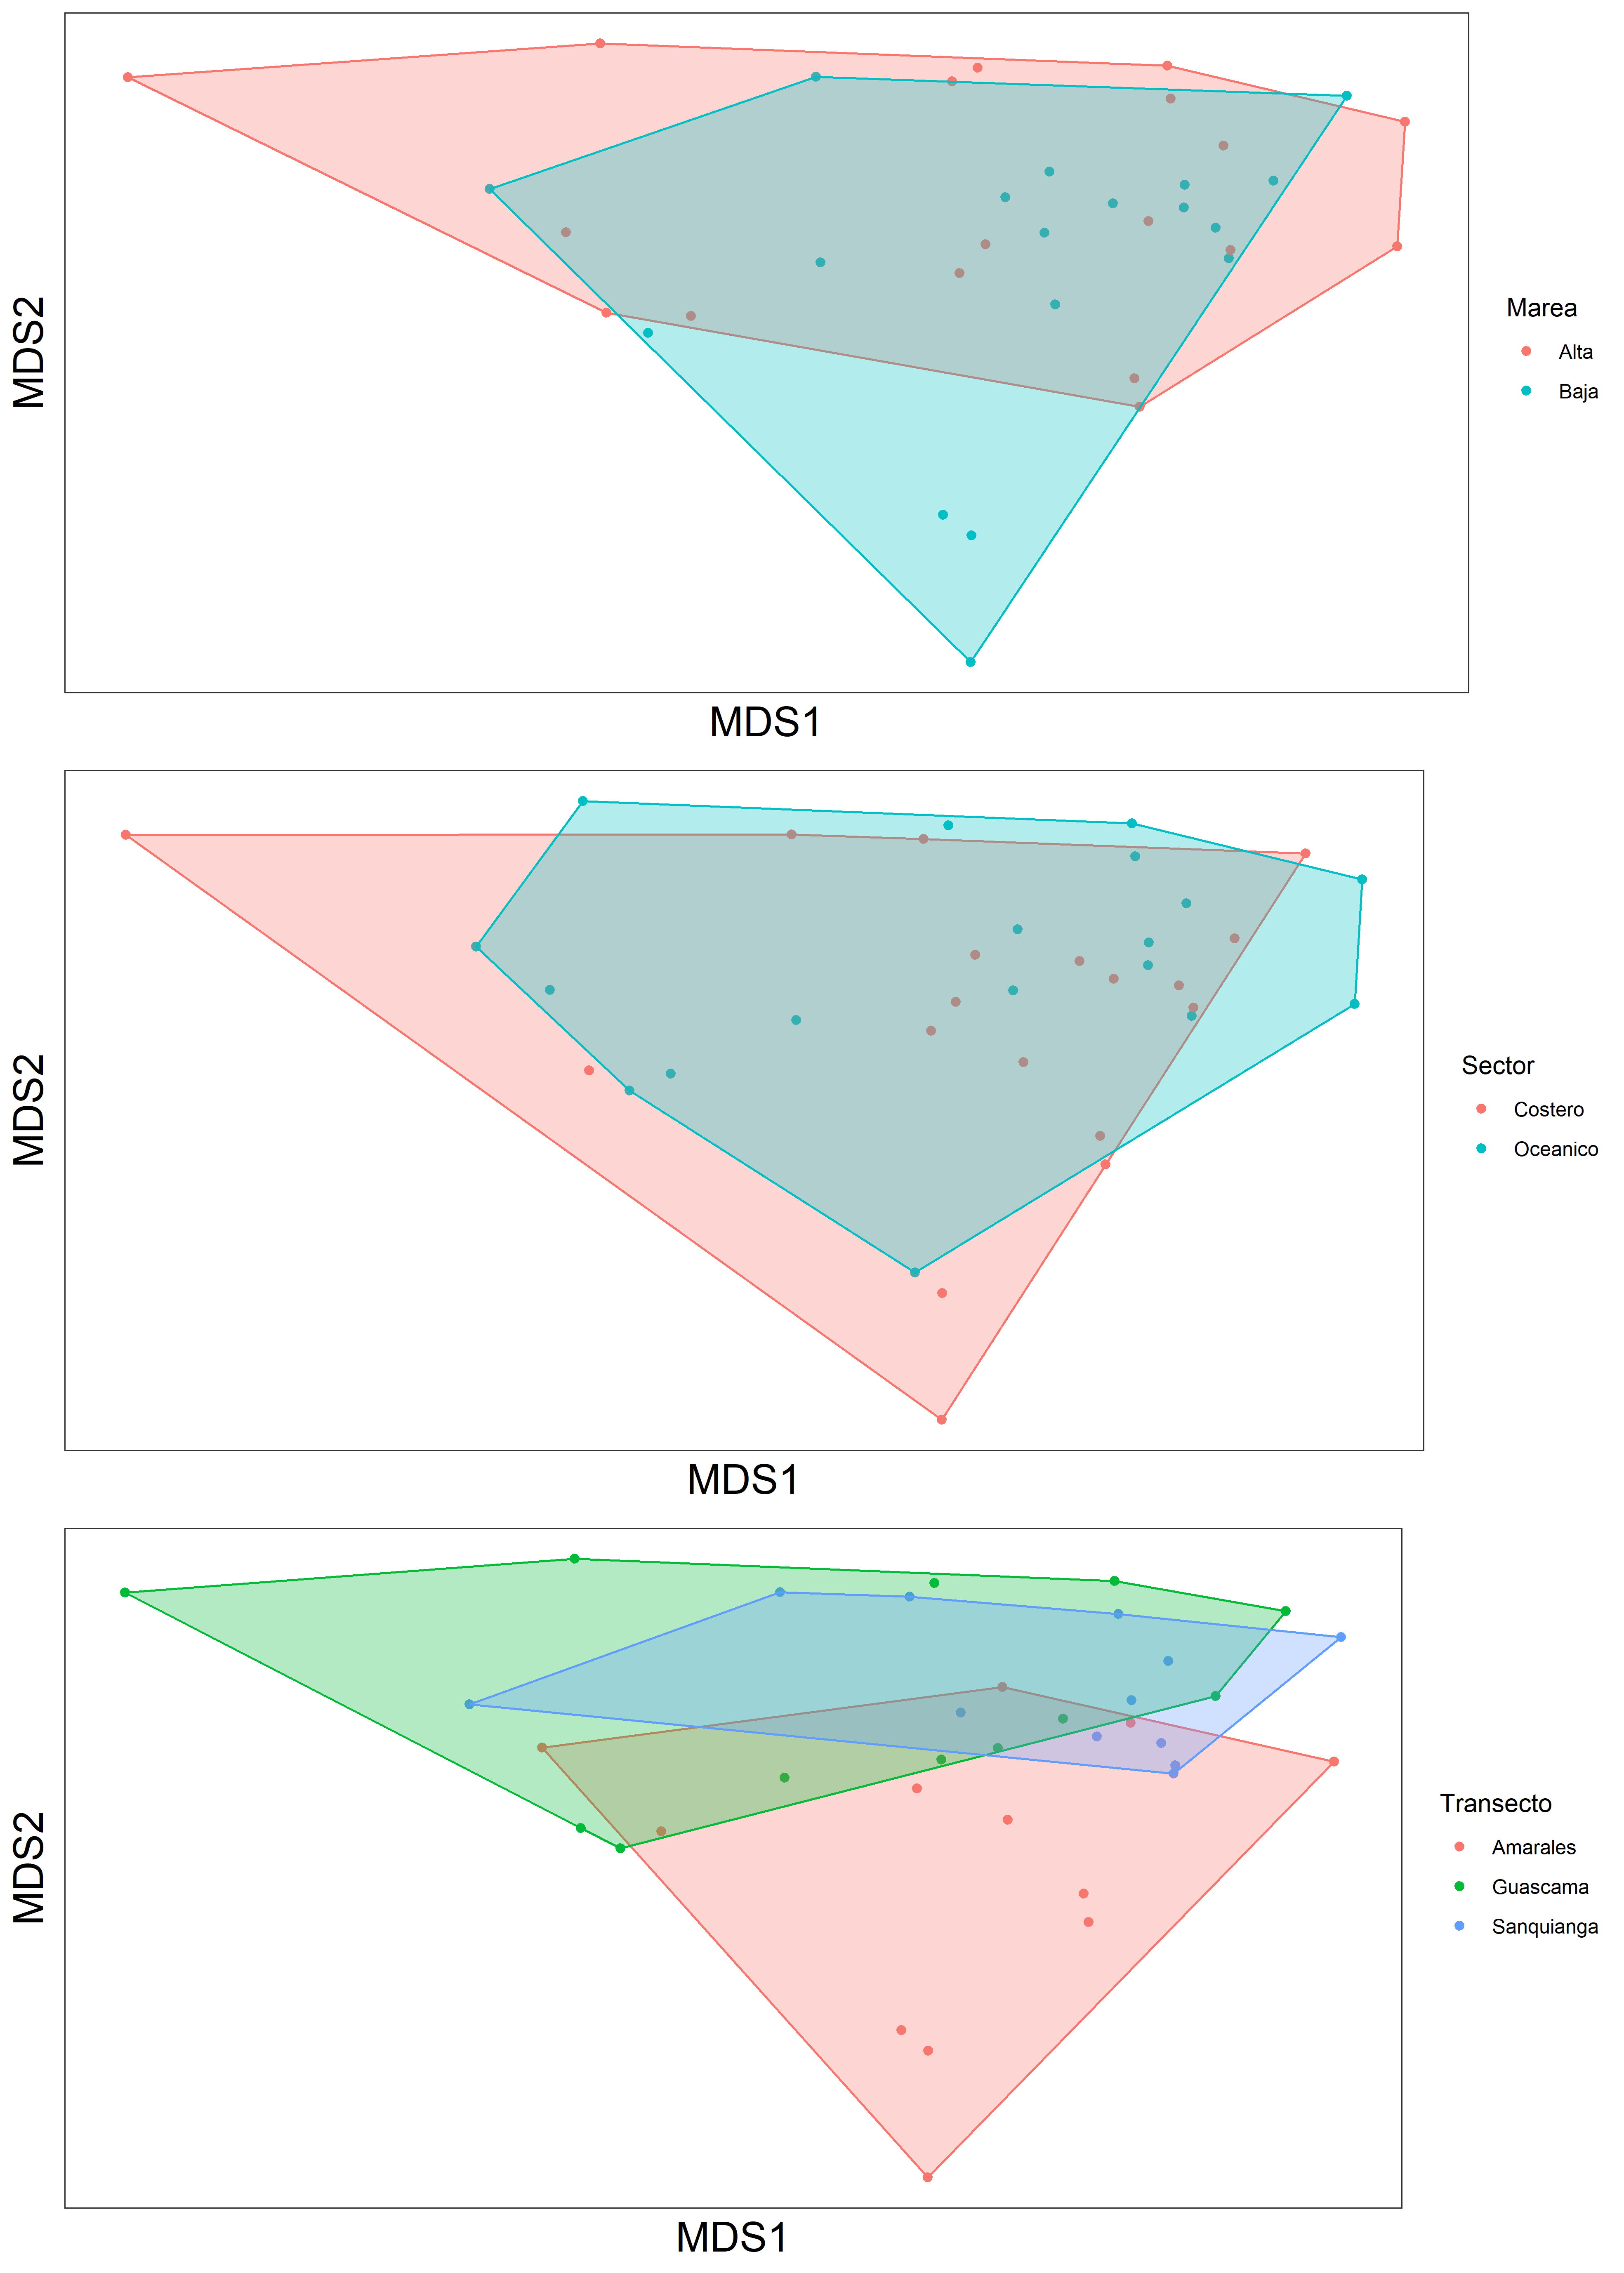 MDS2
MDS1
Marea
Alta
Baja
MDS2
MDS1
Sector
Costero
Oceanico
MDS2
MDS1
Transecto
Amarales
Guascama
Sanquianga